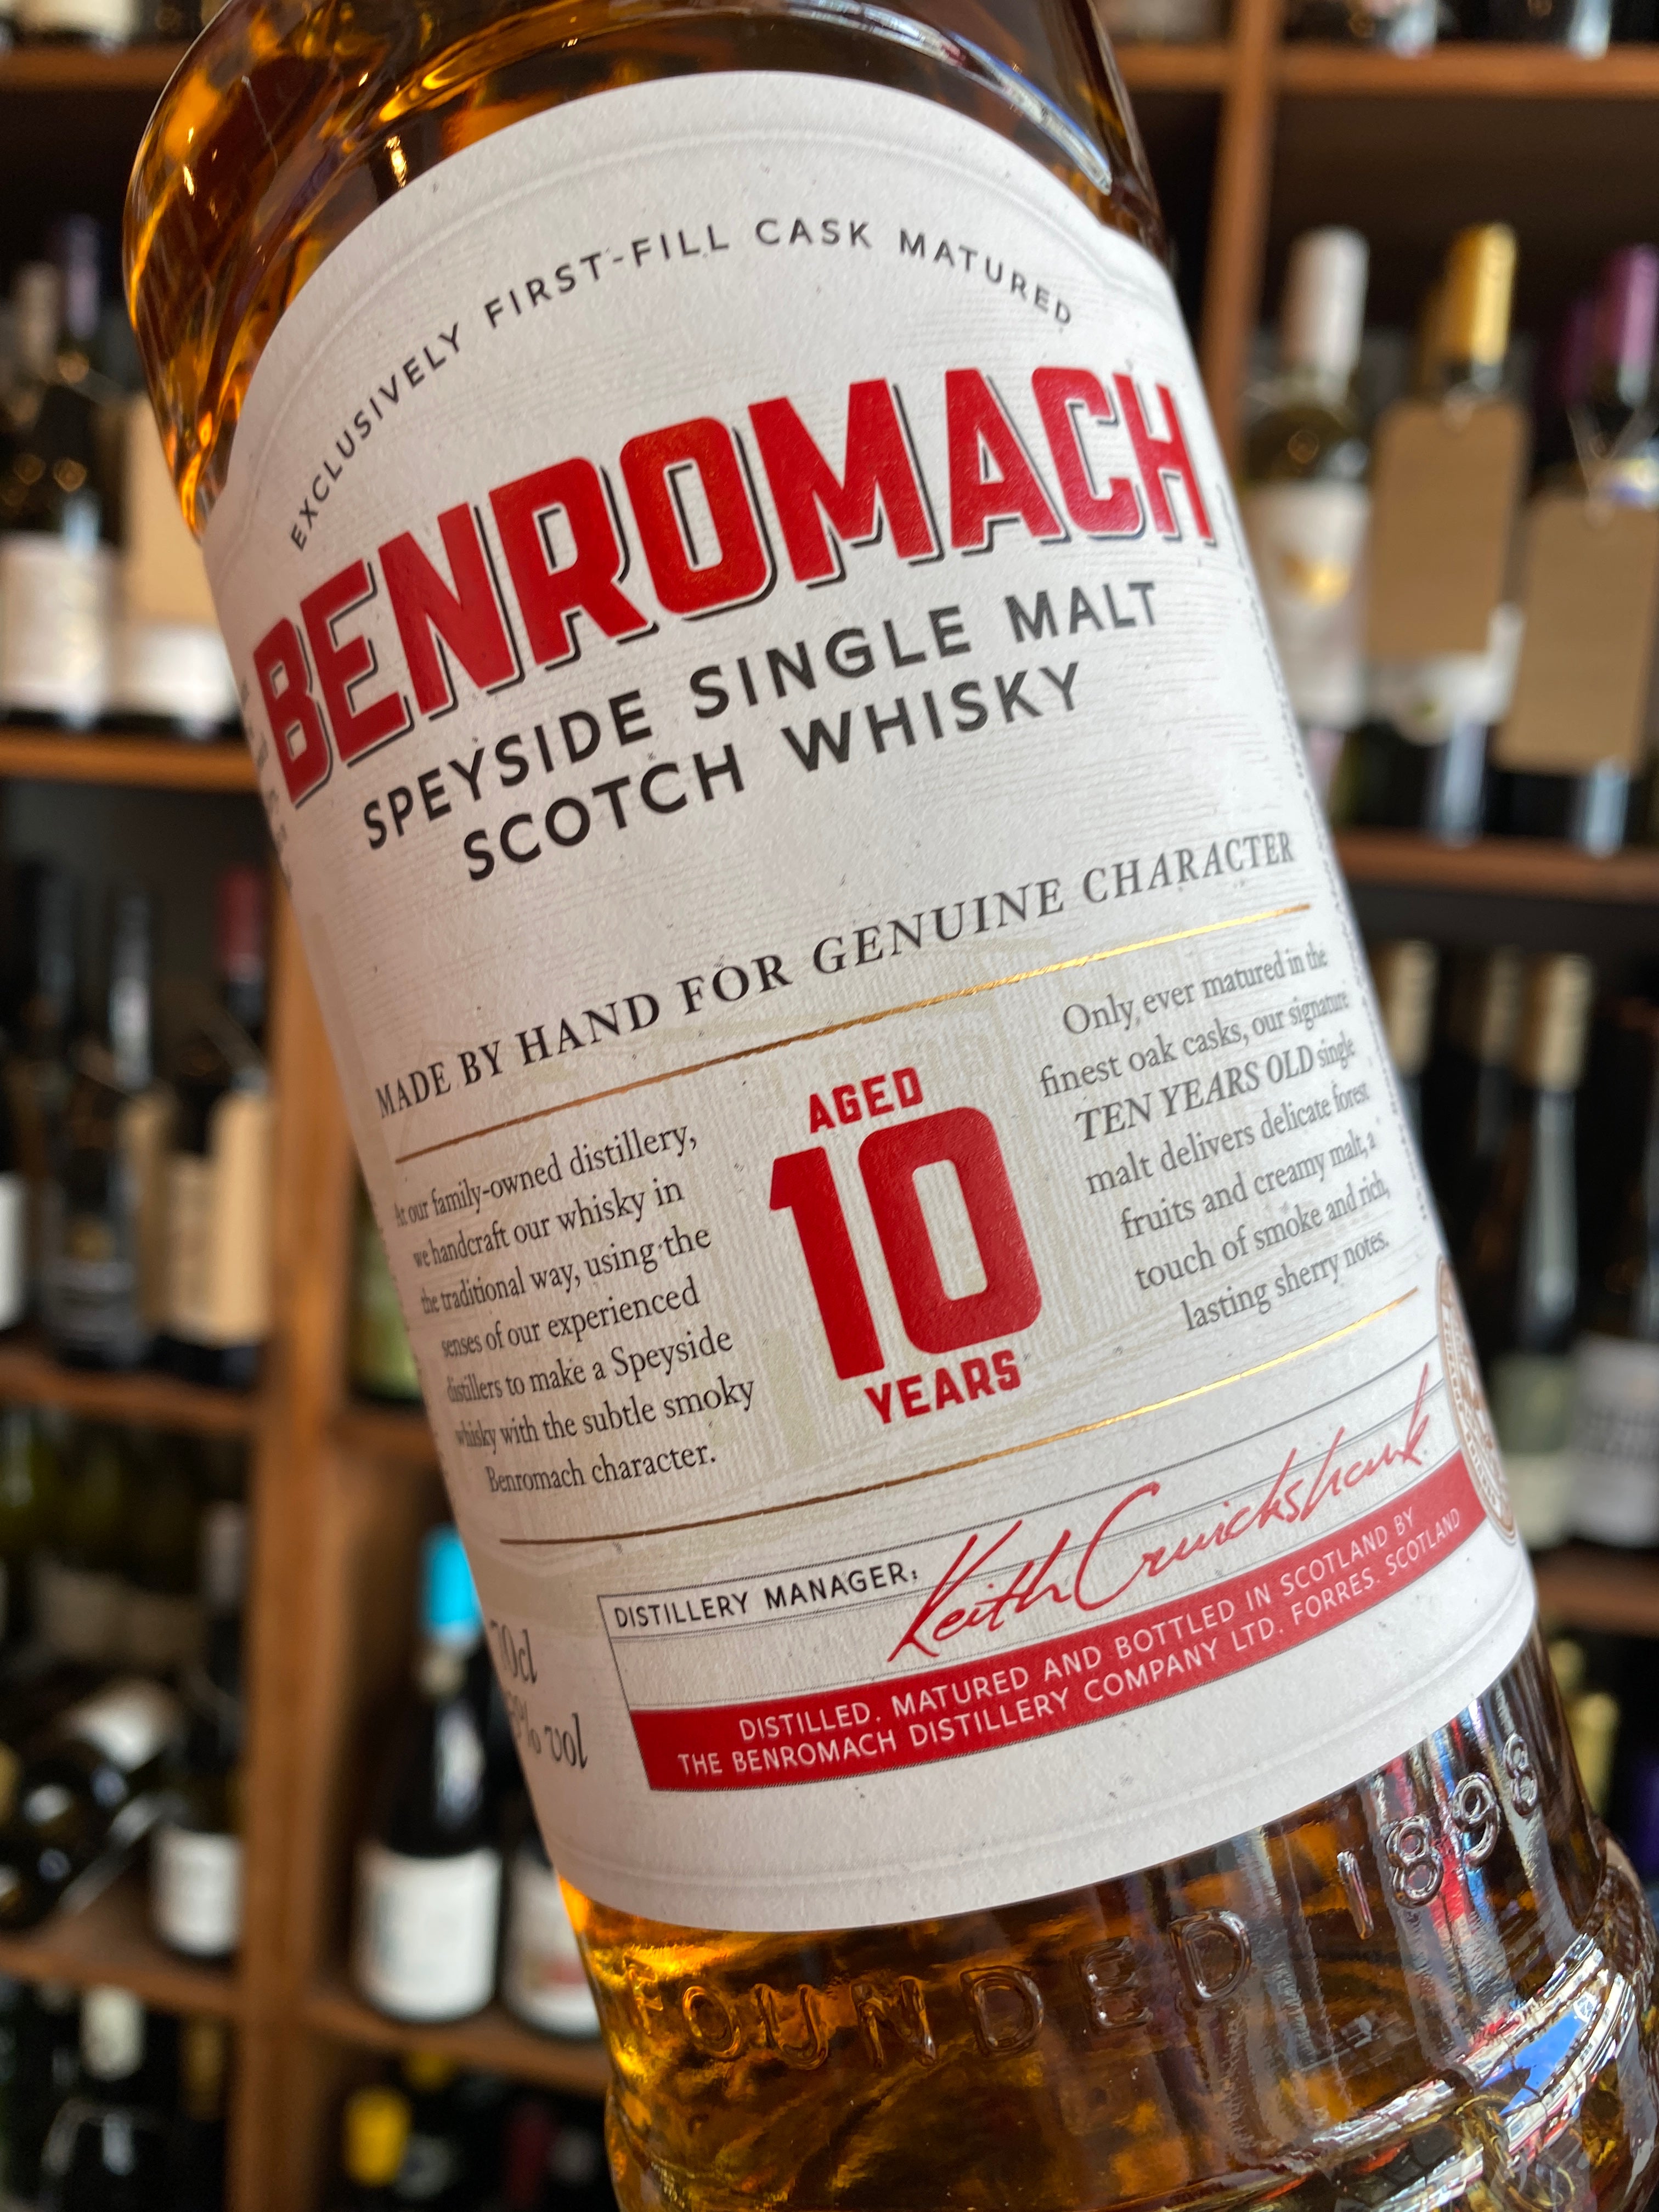 EXCLUSIVELY FIRST-FILL CASK MATURED
BENROMACH
SPEYSIDE SINGLE MALT
SCOTCH WHISKY
MADE BY HAND FOR GENUINE CHARACTER
At our family-owned distillery,
we handcraft our whisky in
the traditional way, using the
senses of our experienced
distillers to make a Speyside
whisky with the subtle smoky
Benromach character.
AGED
10
YEARS
Only ever matured in the
finest oak casks, our signature
TEN YEARS OLD single
malt delivers delicate forest
fruits and creamy malt, a
touch of smoke and rich,
lasting sherry notes.
DISTILLERY MANAGER:
Keith Cruickshank
70cl
% vol
DISTILLED. MATURED AND BOTTLED IN SCOTLAND BY
THE BENROMACH DISTILLERY COMPANY LTD. FORRES. SCOTLAND
FOUNDED 1898